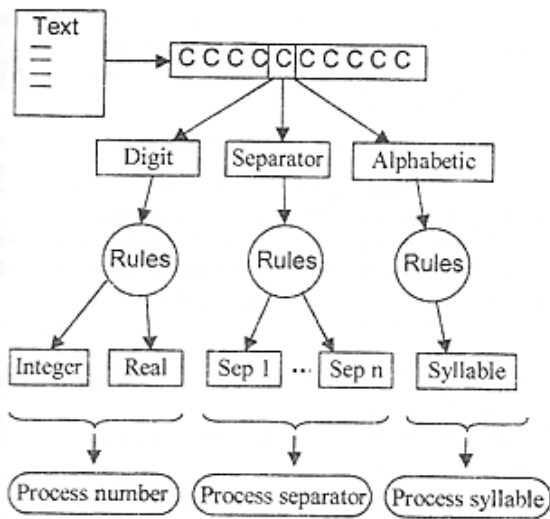 Text
C C C C C C C C C C
Digit Separator Alphabetic
Rules Rules Rules
Integer Real Sep 1 ... Sep n Syllable
Process number Process separator Process syllable